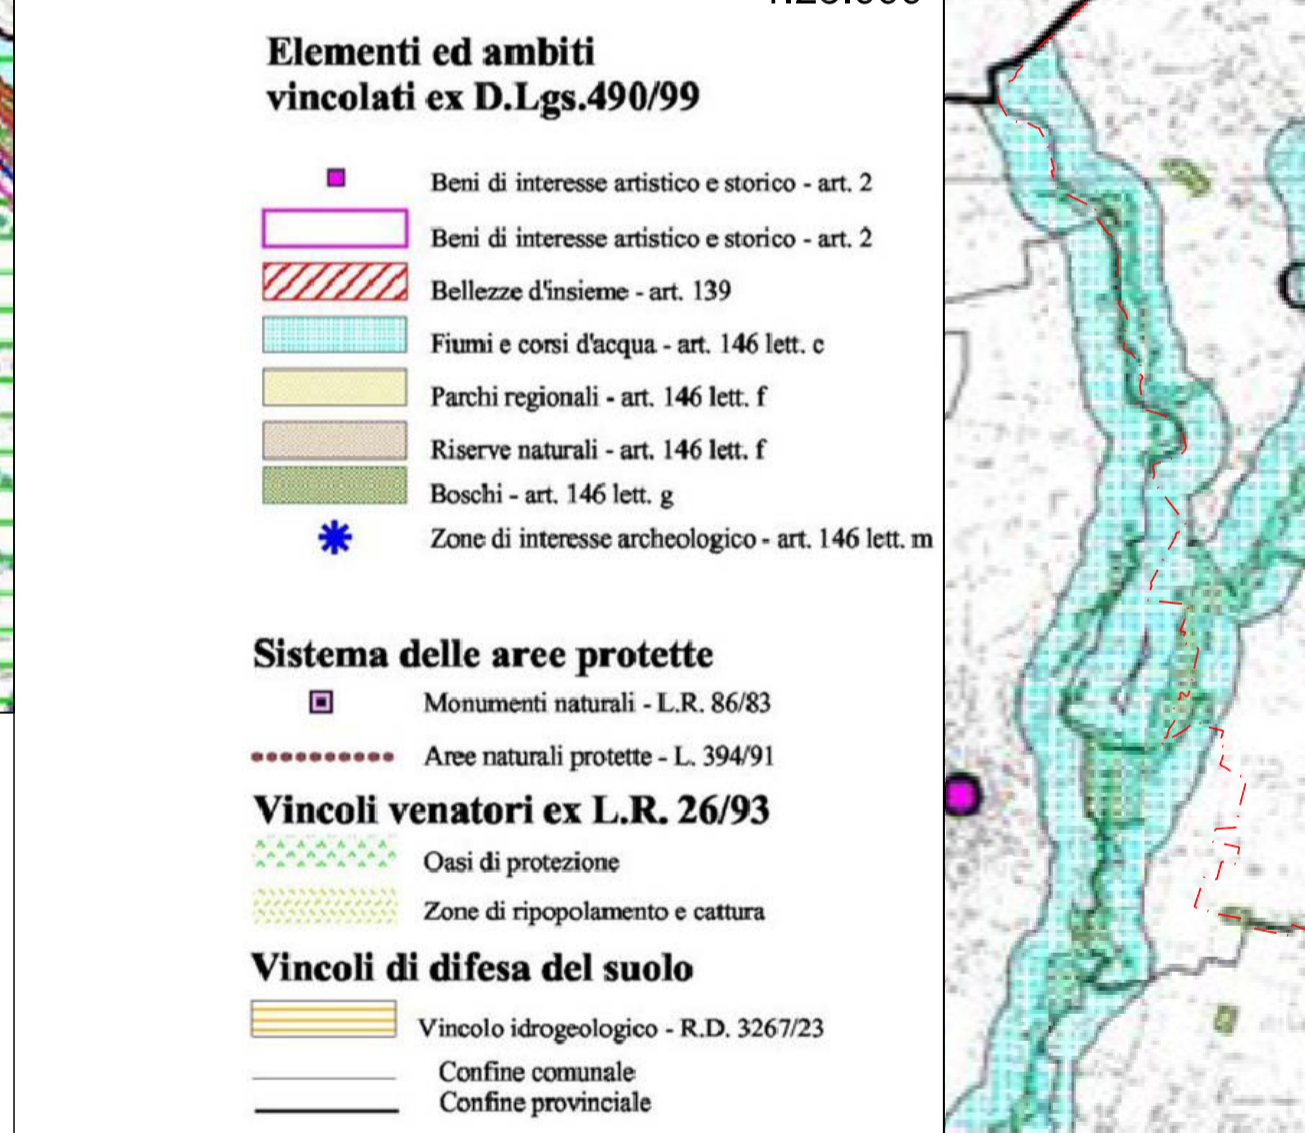 Elementi ed ambiti
vincolati ex D.Lgs.490/99
Beni di interesse artistico e storico - art. 2
Beni di interesse artistico e storico - art. 2
Bellezze d'insieme - art. 139
Fiumi e corsi d'acqua - art. 146 lett. c
Parchi regionali - art. 146 lett. f
Riserve naturali - art. 146 lett. f
Boschi - art. 146 lett. g
Zone di interesse archeologico - art. 146 lett. m
Sistema delle aree protette
Monumenti naturali - L.R. 86/83
Aree naturali protette - L. 394/91
Vincoli venatori ex L.R. 26/93
Oasi di protezione
Zone di ripopolamento e cattura
Vincoli di difesa del suolo
Vincolo idrogeologico - R.D. 3267/23
Confine comunale
Confine provinciale